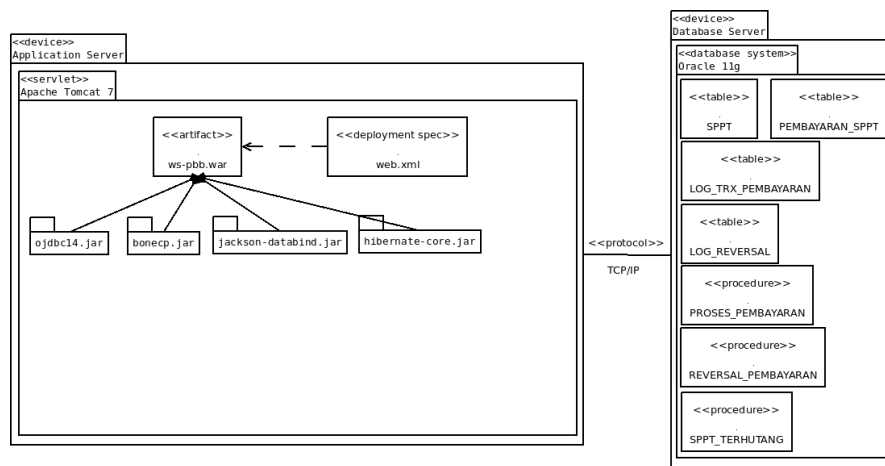 <<device>>
Application Server
<<servlet>>
Apache Tomcat 7
<<artifact>>
.
ws-pbb.war
<<deployment spec>>
.
web.xml
ojdbc14.jar
bonecp.jar
jackson-databind.jar
hibernate-core.jar
<<protocol>>
TCP/IP
<<device>>
Database Server
<<database system>>
Oracle 11g
<<table>>
.
SPPT
<<table>>
.
PEMBAYARAN_SPPT
<<table>>
.
LOG_TRX_PEMBAYARAN
<<table>>
.
LOG_REVERSAL
<<procedure>>
.
PROSES_PEMBAYARAN
<<procedure>>
.
REVERSAL_PEMBAYARAN
<<procedure>>
.
SPPT_TERHUTANG